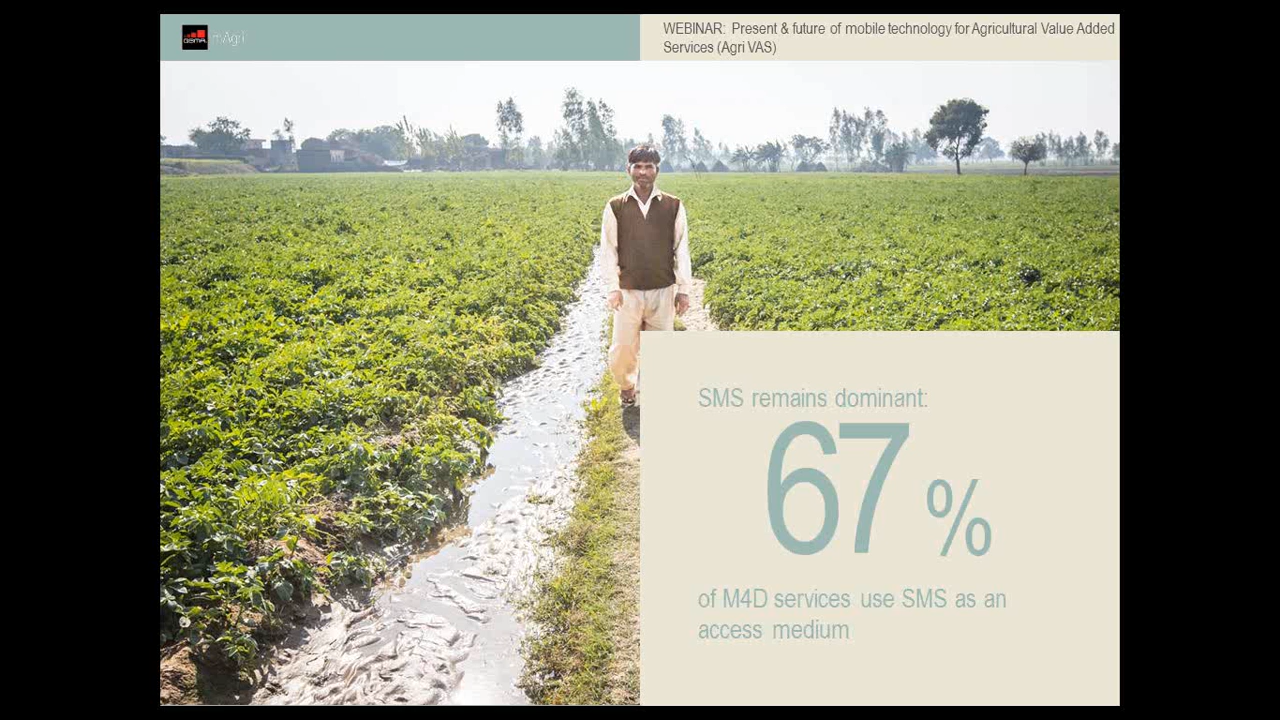 GSMA mAgri
WEBINAR: Present & future of mobile technology for Agricultural Value Added
Services (Agri VAS)
SMS remains dominant:
67 %
of M4D services use SMS as an
access medium